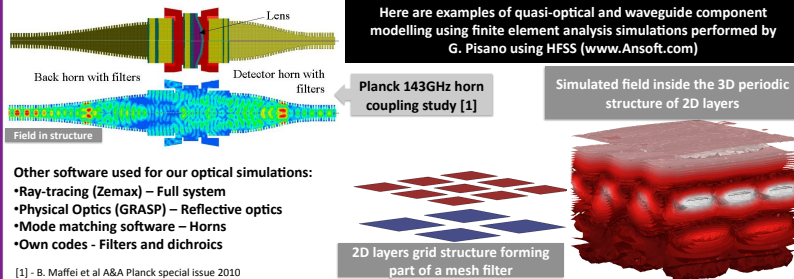 Lens
Back horn with filters
Detector horn with
filters
Field in structure
Here are examples of quasi-optical and waveguide component
modelling using finite element analysis simulations performed by
G. Pisano using HFSS (www.Ansoft.com)
Planck 143GHz horn
coupling study [1]
Simulated field inside the 3D periodic
structure of 2D layers
Other software used for our optical simulations:
•Ray-tracing (Zemax) – Full system
•Physical Optics (GRASP) – Reflective optics
•Mode matching software – Horns
•Own codes - Filters and dichroics
2D layers grid structure forming
part of a mesh filter
[1] - B. Maffei et al A&A Planck special issue 2010